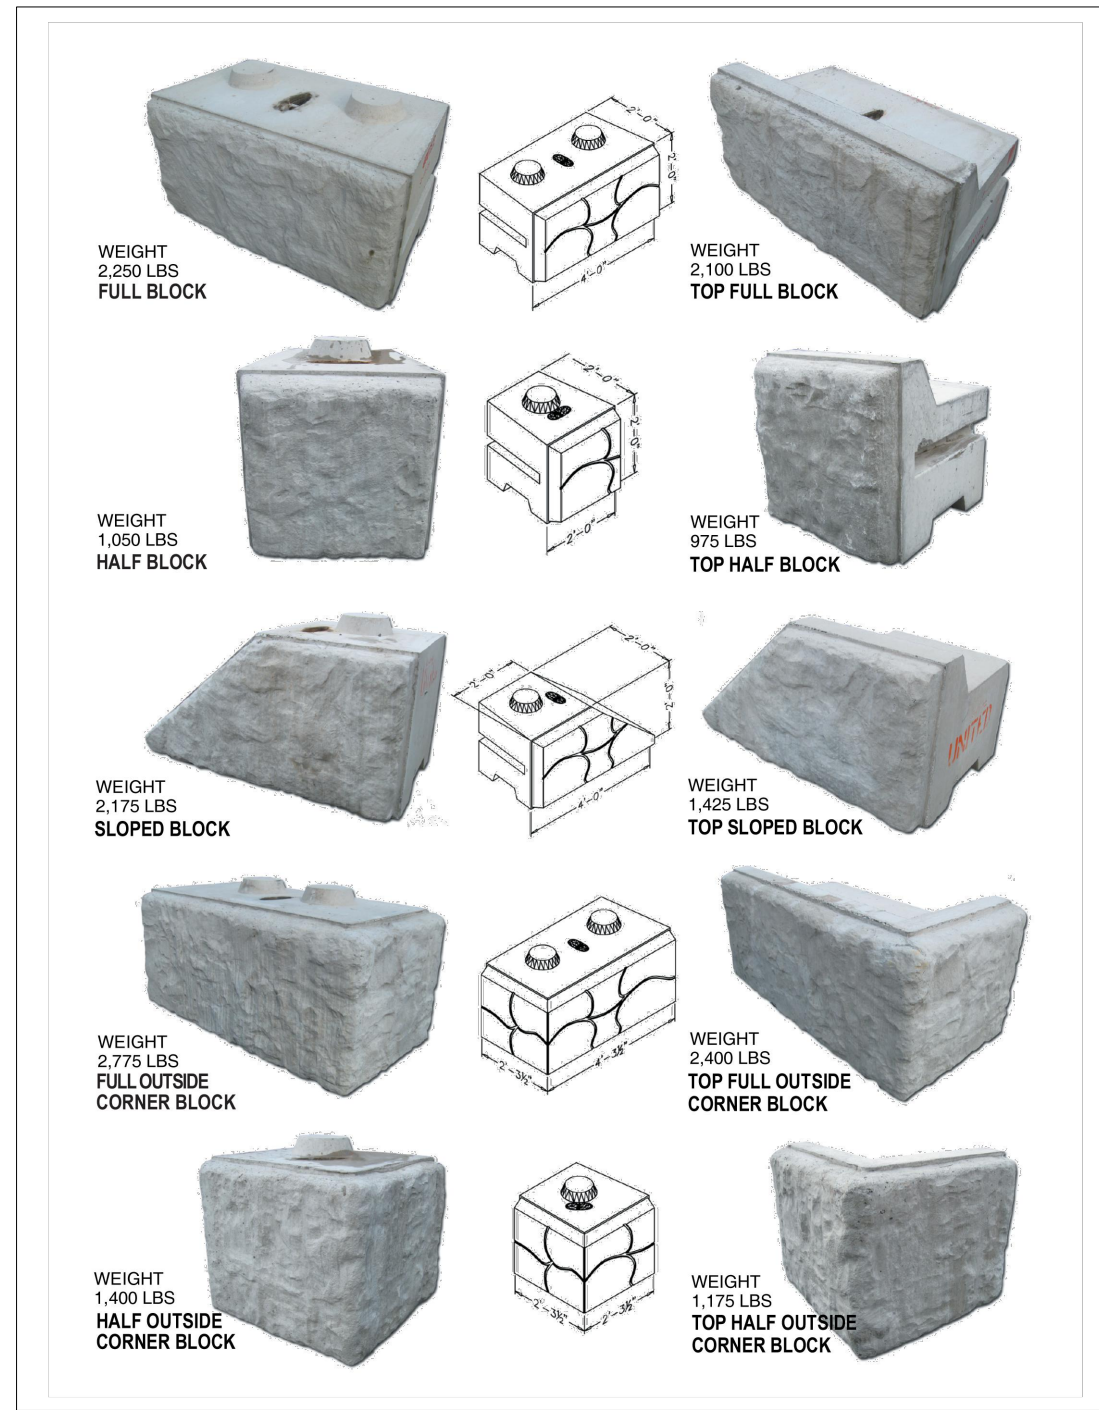 2'-0"
2'-0"
4'-0"
WEIGHT
2,250 LBS
FULL BLOCK
WEIGHT
2,100 LBS
TOP FULL BLOCK
2'-0"
2'-0"
2'-0"
WEIGHT
1,050 LBS
HALF BLOCK
WEIGHT
975 LBS
TOP HALF BLOCK
2'-0"
2'-0"
2'-0"
4'-0"
UNITED
WEIGHT
2,175 LBS
SLOPED BLOCK
WEIGHT
1,425 LBS
TOP SLOPED BLOCK
2'-3½"
4'-3½"
WEIGHT
2,775 LBS
FULL OUTSIDE
CORNER BLOCK
WEIGHT
2,400 LBS
TOP FULL OUTSIDE
CORNER BLOCK
2'-3½"
2'-3½"
WEIGHT
1,400 LBS
HALF OUTSIDE
CORNER BLOCK
WEIGHT
1,175 LBS
TOP HALF OUTSIDE
CORNER BLOCK